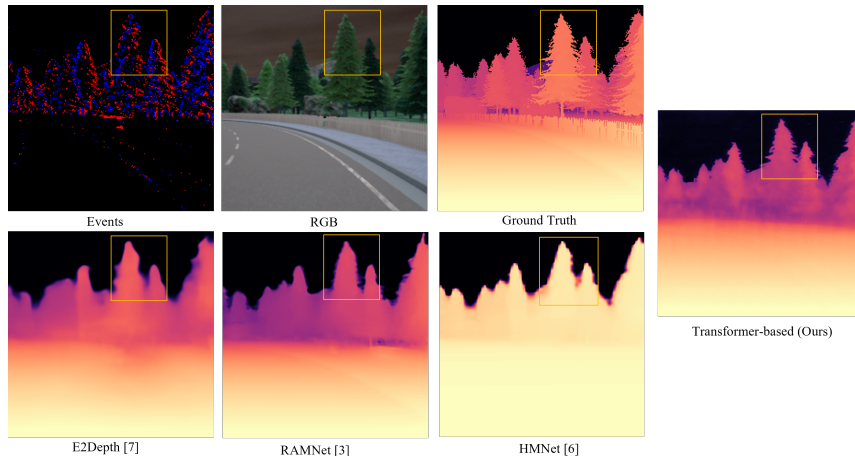 Events
RGB
Ground Truth
Transformer-based (Ours)
E2Depth [7]
RAMNet [3]
HMNet [6]